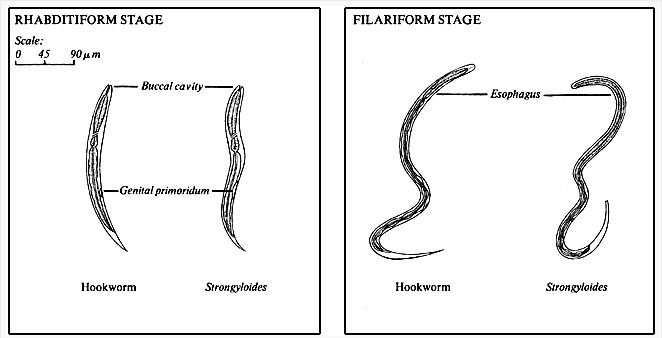 RHABDITIFORM STAGE
Scale:
0 45 90 μm
Buccal cavity
Genital primoridum
Hookworm Strongyloides
FILARIFORM STAGE
Esophagus
Hookworm Strongyloides